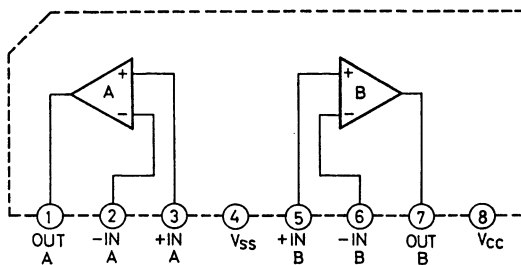 +
A
−
+
B
−
1 2 3 4 5 6 7 8
OUT A
−IN A
+IN A
VSS
+IN B
−IN B
OUT B
VCC